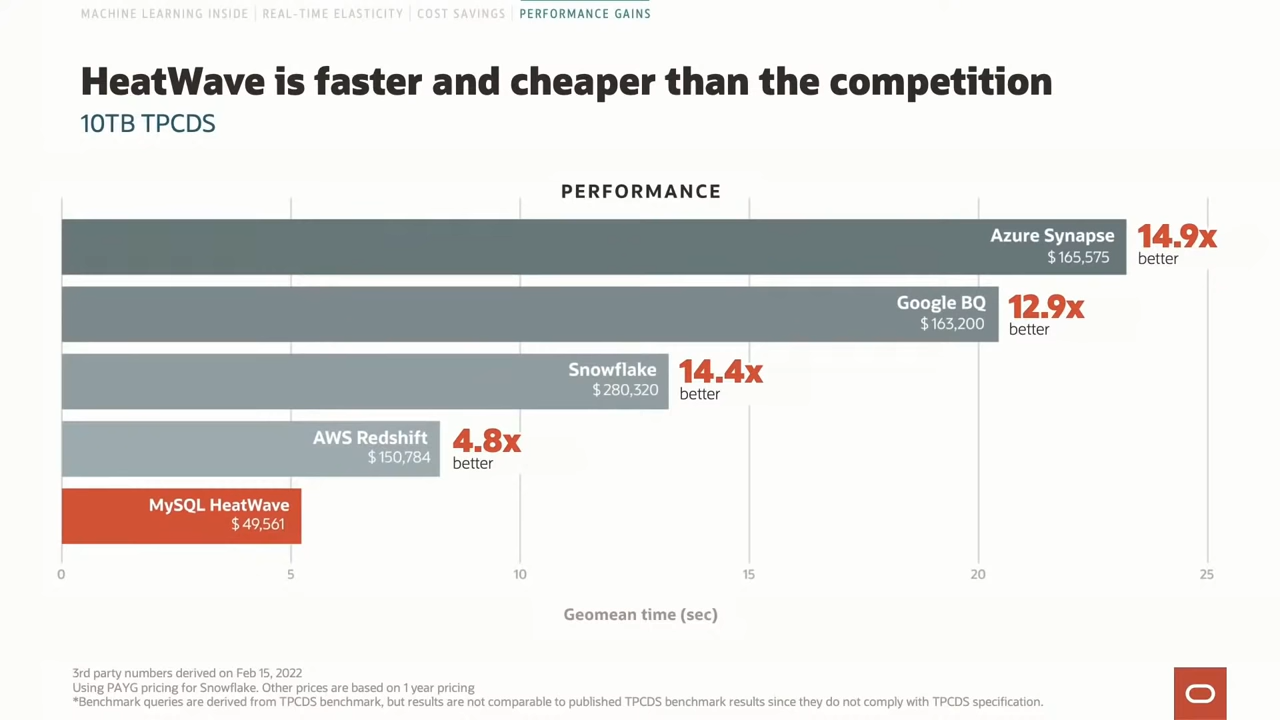 MACHINE LEARNING INSIDE | REAL-TIME ELASTICITY | COST SAVINGS | PERFORMANCE GAINS
HeatWave is faster and cheaper than the competition
10TB TPCDS
PERFORMANCE
Azure Synapse
$ 165,575
14.9x
better
Google BQ
$ 163,200
12.9x
better
Snowflake
$ 280,320
14.4x
better
AWS Redshift
$ 150,784
4.8x
better
MySQL HeatWave
$ 49,561
0 5 10 15 20 25
Geomean time (sec)
3rd party numbers derived on Feb 15, 2022
Using PAYG pricing for Snowflake. Other prices are based on 1 year pricing
*Benchmark queries are derived from TPCDS benchmark, but results are not comparable to published TPCDS benchmark results since they do not comply with TPCDS specification.